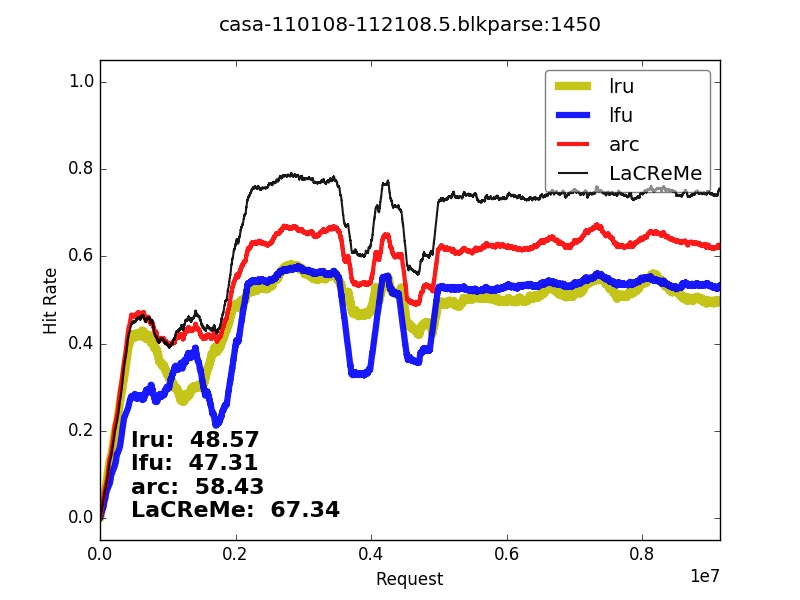 casa-110108-112108.5.blkparse:1450
1.0
0.8
0.6
0.4
0.2
0.0
Hit Rate
lru
lfu
arc
LaCReMe
lru: 48.57
lfu: 47.31
arc: 58.43
LaCReMe: 67.34
0.0 0.2 0.4 0.6 0.8
1e7
Request